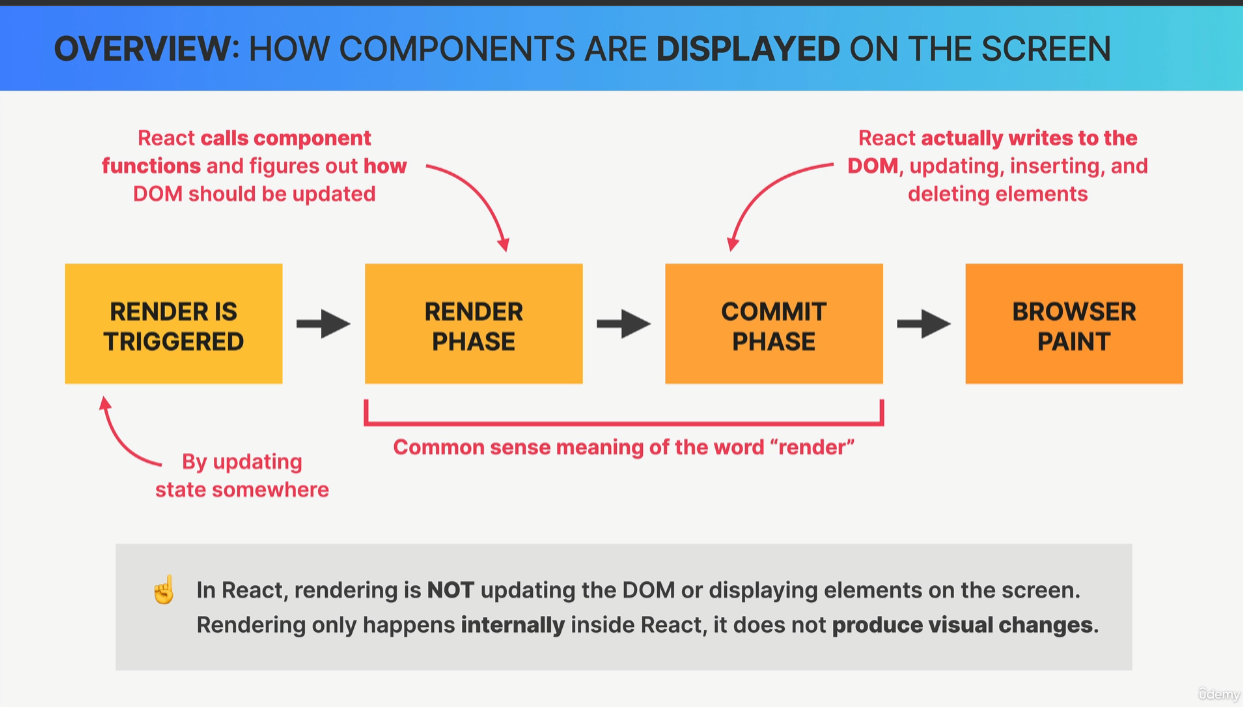 OVERVIEW: HOW COMPONENTS ARE DISPLAYED ON THE SCREEN
React calls component
functions and figures out how
DOM should be updated
React actually writes to the
DOM, updating, inserting, and
deleting elements
RENDER IS
TRIGGERED
RENDER
PHASE
COMMIT
PHASE
BROWSER
PAINT
Common sense meaning of the word “render”
By updating
state somewhere
In React, rendering is NOT updating the DOM or displaying elements on the screen.
Rendering only happens internally inside React, it does not produce visual changes.
ûdemy